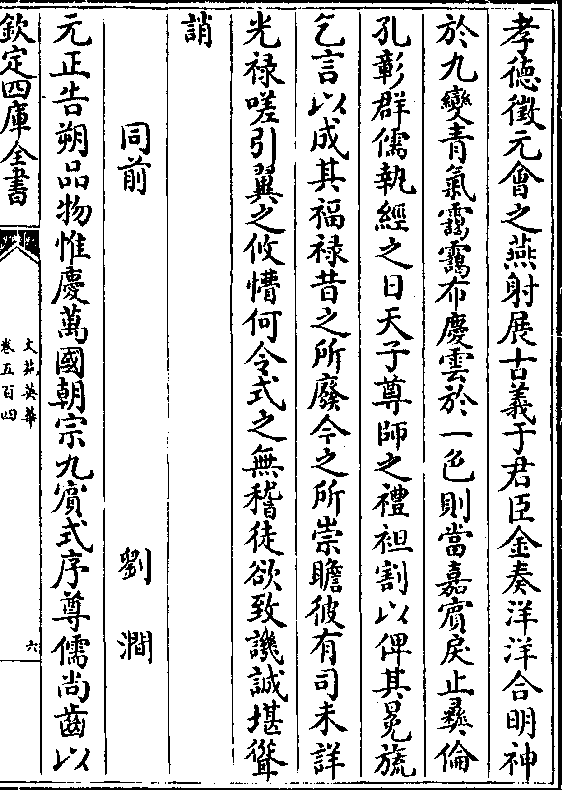 孝德徵元會之燕射展古義于君臣金奏洋洋合明神
於九變青氣靄靄布慶雲於一色則當嘉賓戾止彛倫
孔彰群儒執經之日天子尊師之禮袒割以俾其冕旒
乞言以成其福禄昔之所廢今之所崇瞻彼有司未詳
光禄嗟引翼之攸懵何令式之無稽徒欲致譏誠堪聳
誚
同前 劉澗
元正告朔品物惟慶萬國朝宗九賓式序尊儒尚齒以
欽定四庫全書
文苑英華
卷五百四
六